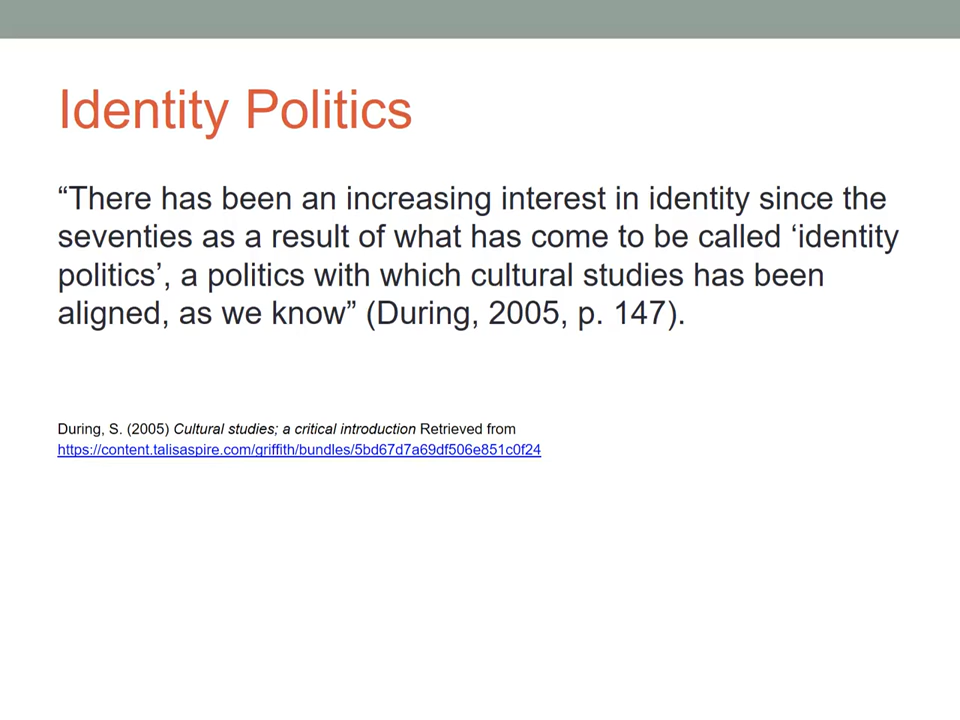 Identity Politics
“There has been an increasing interest in identity since the
seventies as a result of what has come to be called ‘identity
politics’, a politics with which cultural studies has been
aligned, as we know” (During, 2005, p. 147).
During, S. (2005) Cultural studies; a critical introduction Retrieved from
https://content.talisaspire.com/griffith/bundles/5bd67d7a69df506e851c0f24